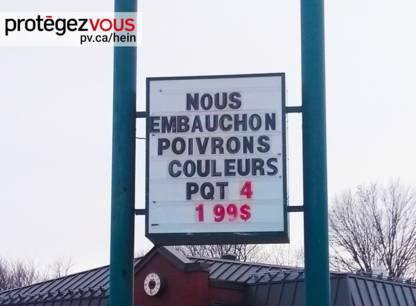 protégezvous
pv.ca/hein
NOUS
EMBAUCHON
POIVRONS
COULEURS
PQT 4
1 99$